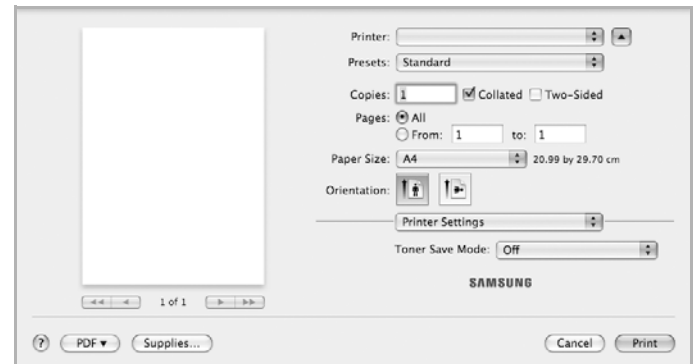 Printer:
Presets: Standard
Copies: 1 Collated Two-Sided
Pages: All
From: 1 to: 1
Paper Size: A4 20.99 by 29.70 cm
Orientation:
Printer Settings
Toner Save Mode: Off
SAMSUNG
1 of 1
? PDF Supplies... Cancel Print